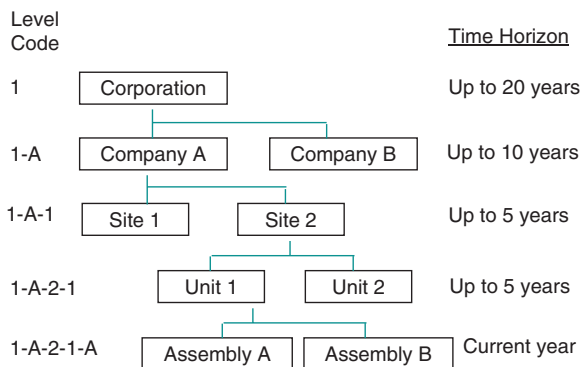 Level
Code
Time Horizon
1 Corporation Up to 20 years
1-A Company A Company B Up to 10 years
1-A-1 Site 1 Site 2 Up to 5 years
1-A-2-1 Unit 1 Unit 2 Up to 5 years
1-A-2-1-A Assembly A Assembly B Current year